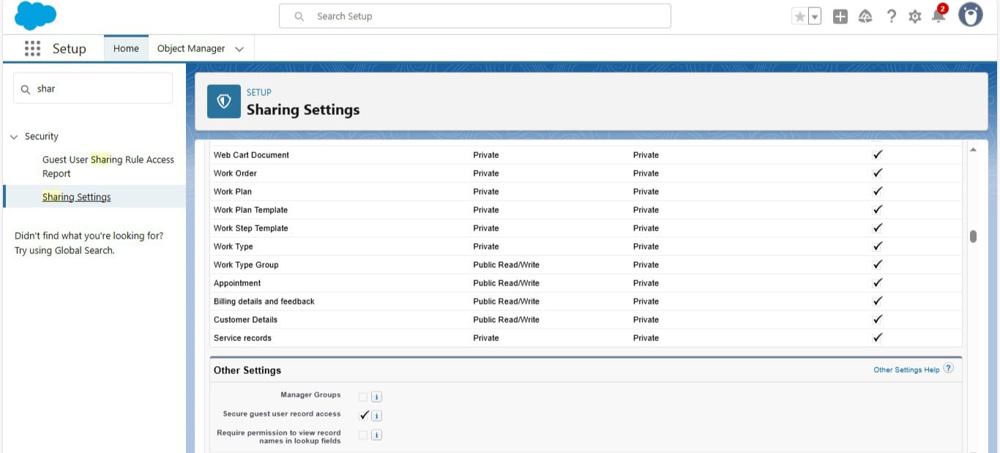 Search Setup
2
Setup
Home
Object Manager
shar
Security
Guest User Sharing Rule Access
Report
Sharing Settings
Didn't find what you're looking for?
Try using Global Search.
SETUP
Sharing Settings
Web Cart Document Private Private
Work Order Private Private
Work Plan Private Private
Work Plan Template Private Private
Work Step Template Private Private
Work Type Private Private
Work Type Group Public Read/Write Private
Appointment Public Read/Write Private
Billing details and feedback Public Read/Write Private
Customer Details Public Read/Write Private
Service records Private Private
Other Settings
Other Settings Help ?
Manager Groups i
Secure guest user record access i
Require permission to view record
names in lookup fields i